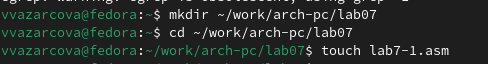 vvazarcova@fedora:~$ mkdir ~/work/arch-pc/lab07
vvazarcova@fedora:~$ cd ~/work/arch-pc/lab07
vvazarcova@fedora:~/work/arch-pc/lab07$ touch lab7-1.asm